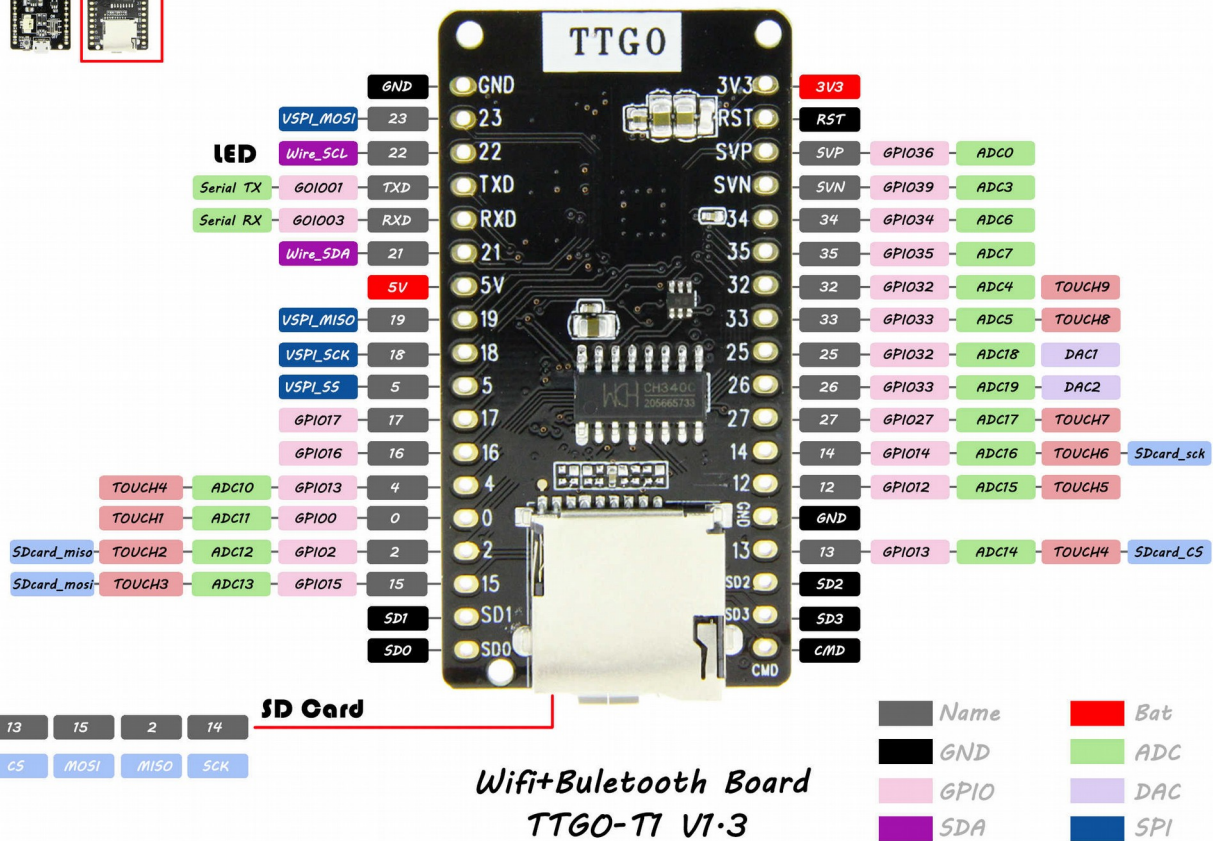 TTGO
GND GND 3V3 3V3
VSPI_MOSI 23 23 RST RST
LED Wire_SCL 22 22 SVP SVP GPIO36 ADC0
Serial TX GOIO01 TXD TXD SVN SVN GPIO39 ADC3
Serial RX GOIO03 RXD RXD 34 34 GPIO34 ADC6
Wire_SDA 21 21 35 35 GPIO35 ADC7
5V 5V 32 32 GPIO32 ADC4 TOUCH9
VSPI_MISO 19 19 33 33 GPIO33 ADC5 TOUCH8
VSPI_SCK 18 18 25 25 GPIO32 ADC18 DAC1
WCH CH340C
205665733
VSPI_SS 5 5 26 26 GPIO33 ADC19 DAC2
GPIO17 17 17 27 27 GPIO27 ADC17 TOUCH7
GPIO16 16 16 14 14 GPIO14 ADC16 TOUCH6 SDcard_sck
TOUCH4 ADC10 GPIO13 4 4 12 12 GPIO12 ADC15 TOUCH5
TOUCH1 ADC11 GPIO0 0 0 GND GND
SDcard_miso TOUCH2 ADC12 GPIO2 2 2 13 13 GPIO13 ADC14 TOUCH4 SDcard_CS
SDcard_mosi TOUCH3 ADC13 GPIO15 15 15 SD2 SD2
SD1 SD1 SD3 SD3
SD0 SD0 CMD CMD
SD Card
13 15 2 14
CS MOSI MISO SCK
Wifi+Buletooth Board
TTGO-T1 V1.3
Name Bat
GND ADC
GPIO DAC
SDA SPI